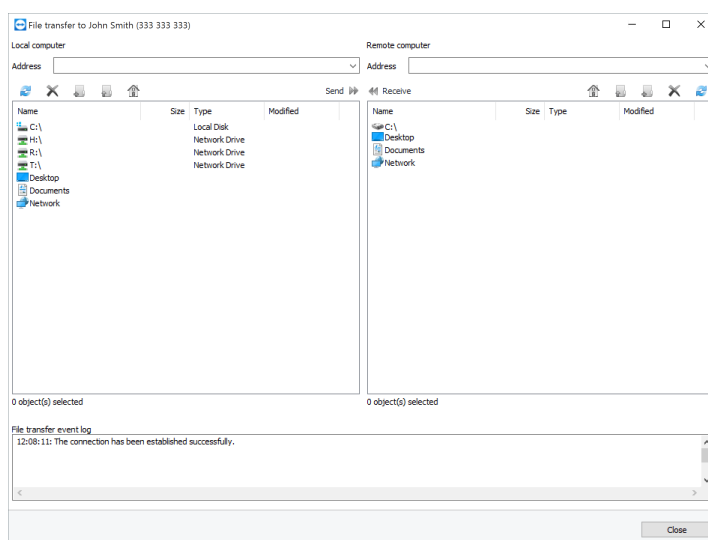 File transfer to John Smith (333 333 333)
Local computer
Remote computer
Address
Address
Send
Receive
Name Size Type Modified
C:\ Local Disk
H:\ Network Drive
R:\ Network Drive
T:\ Network Drive
Desktop
Documents
Network
Name Size Type Modified
C:\
Desktop
Documents
Network
0 object(s) selected
0 object(s) selected
File transfer event log
12:08:11: The connection has been established successfully.
Close